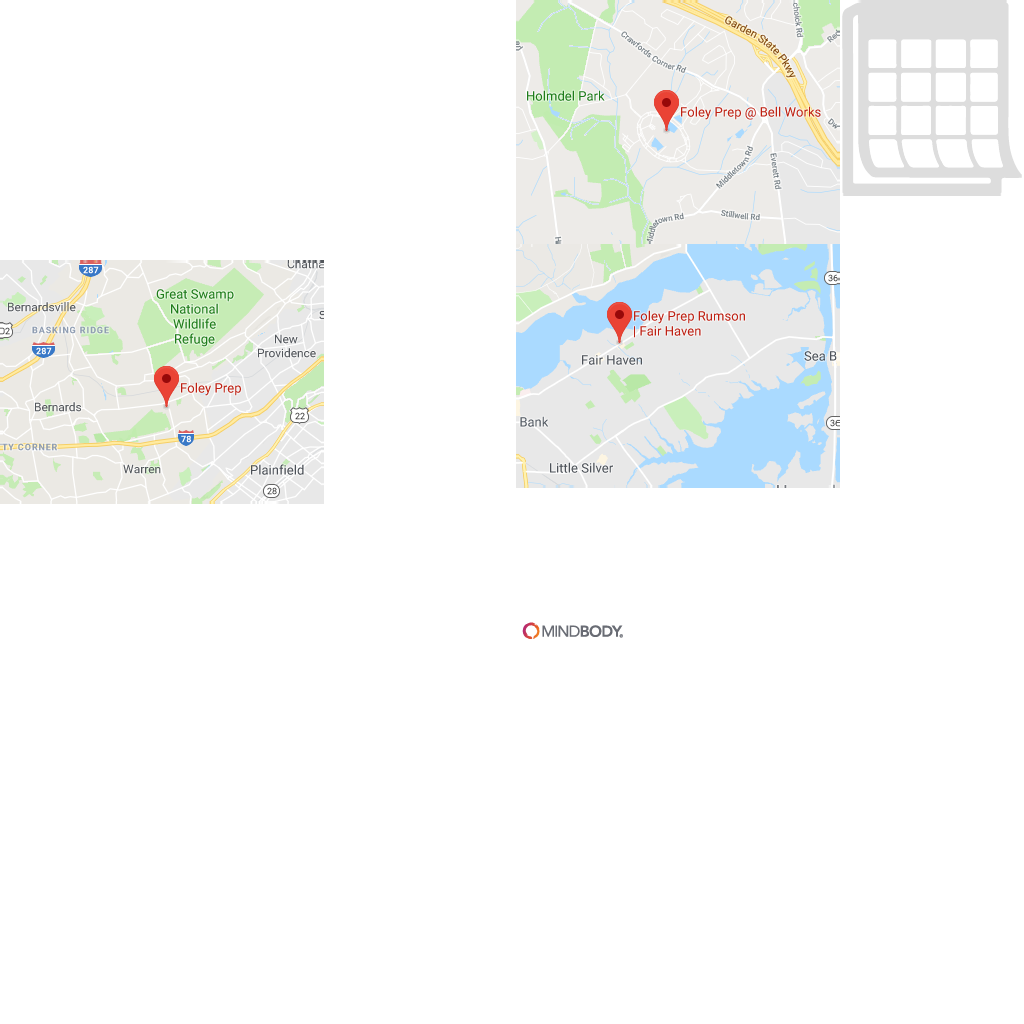 Garden State Pkwy
Crawfords Corner Rd
Holmdel Park
Foley Prep @ Bell Works
Middletown Rd
Everett Rd
Middletown Rd
Stillwell Rd
36
Foley Prep Rumson
| Fair Haven
Fair Haven
Sea B
36
Bank
Little Silver
287
Chatha
Great Swamp
National
Wildlife
Refuge
Bernardsville
BASKING RIDGE
287
New
Providence
Foley Prep
Bernards
22
78
TY CORNER
Warren
Plainfield
28
MINDBODY